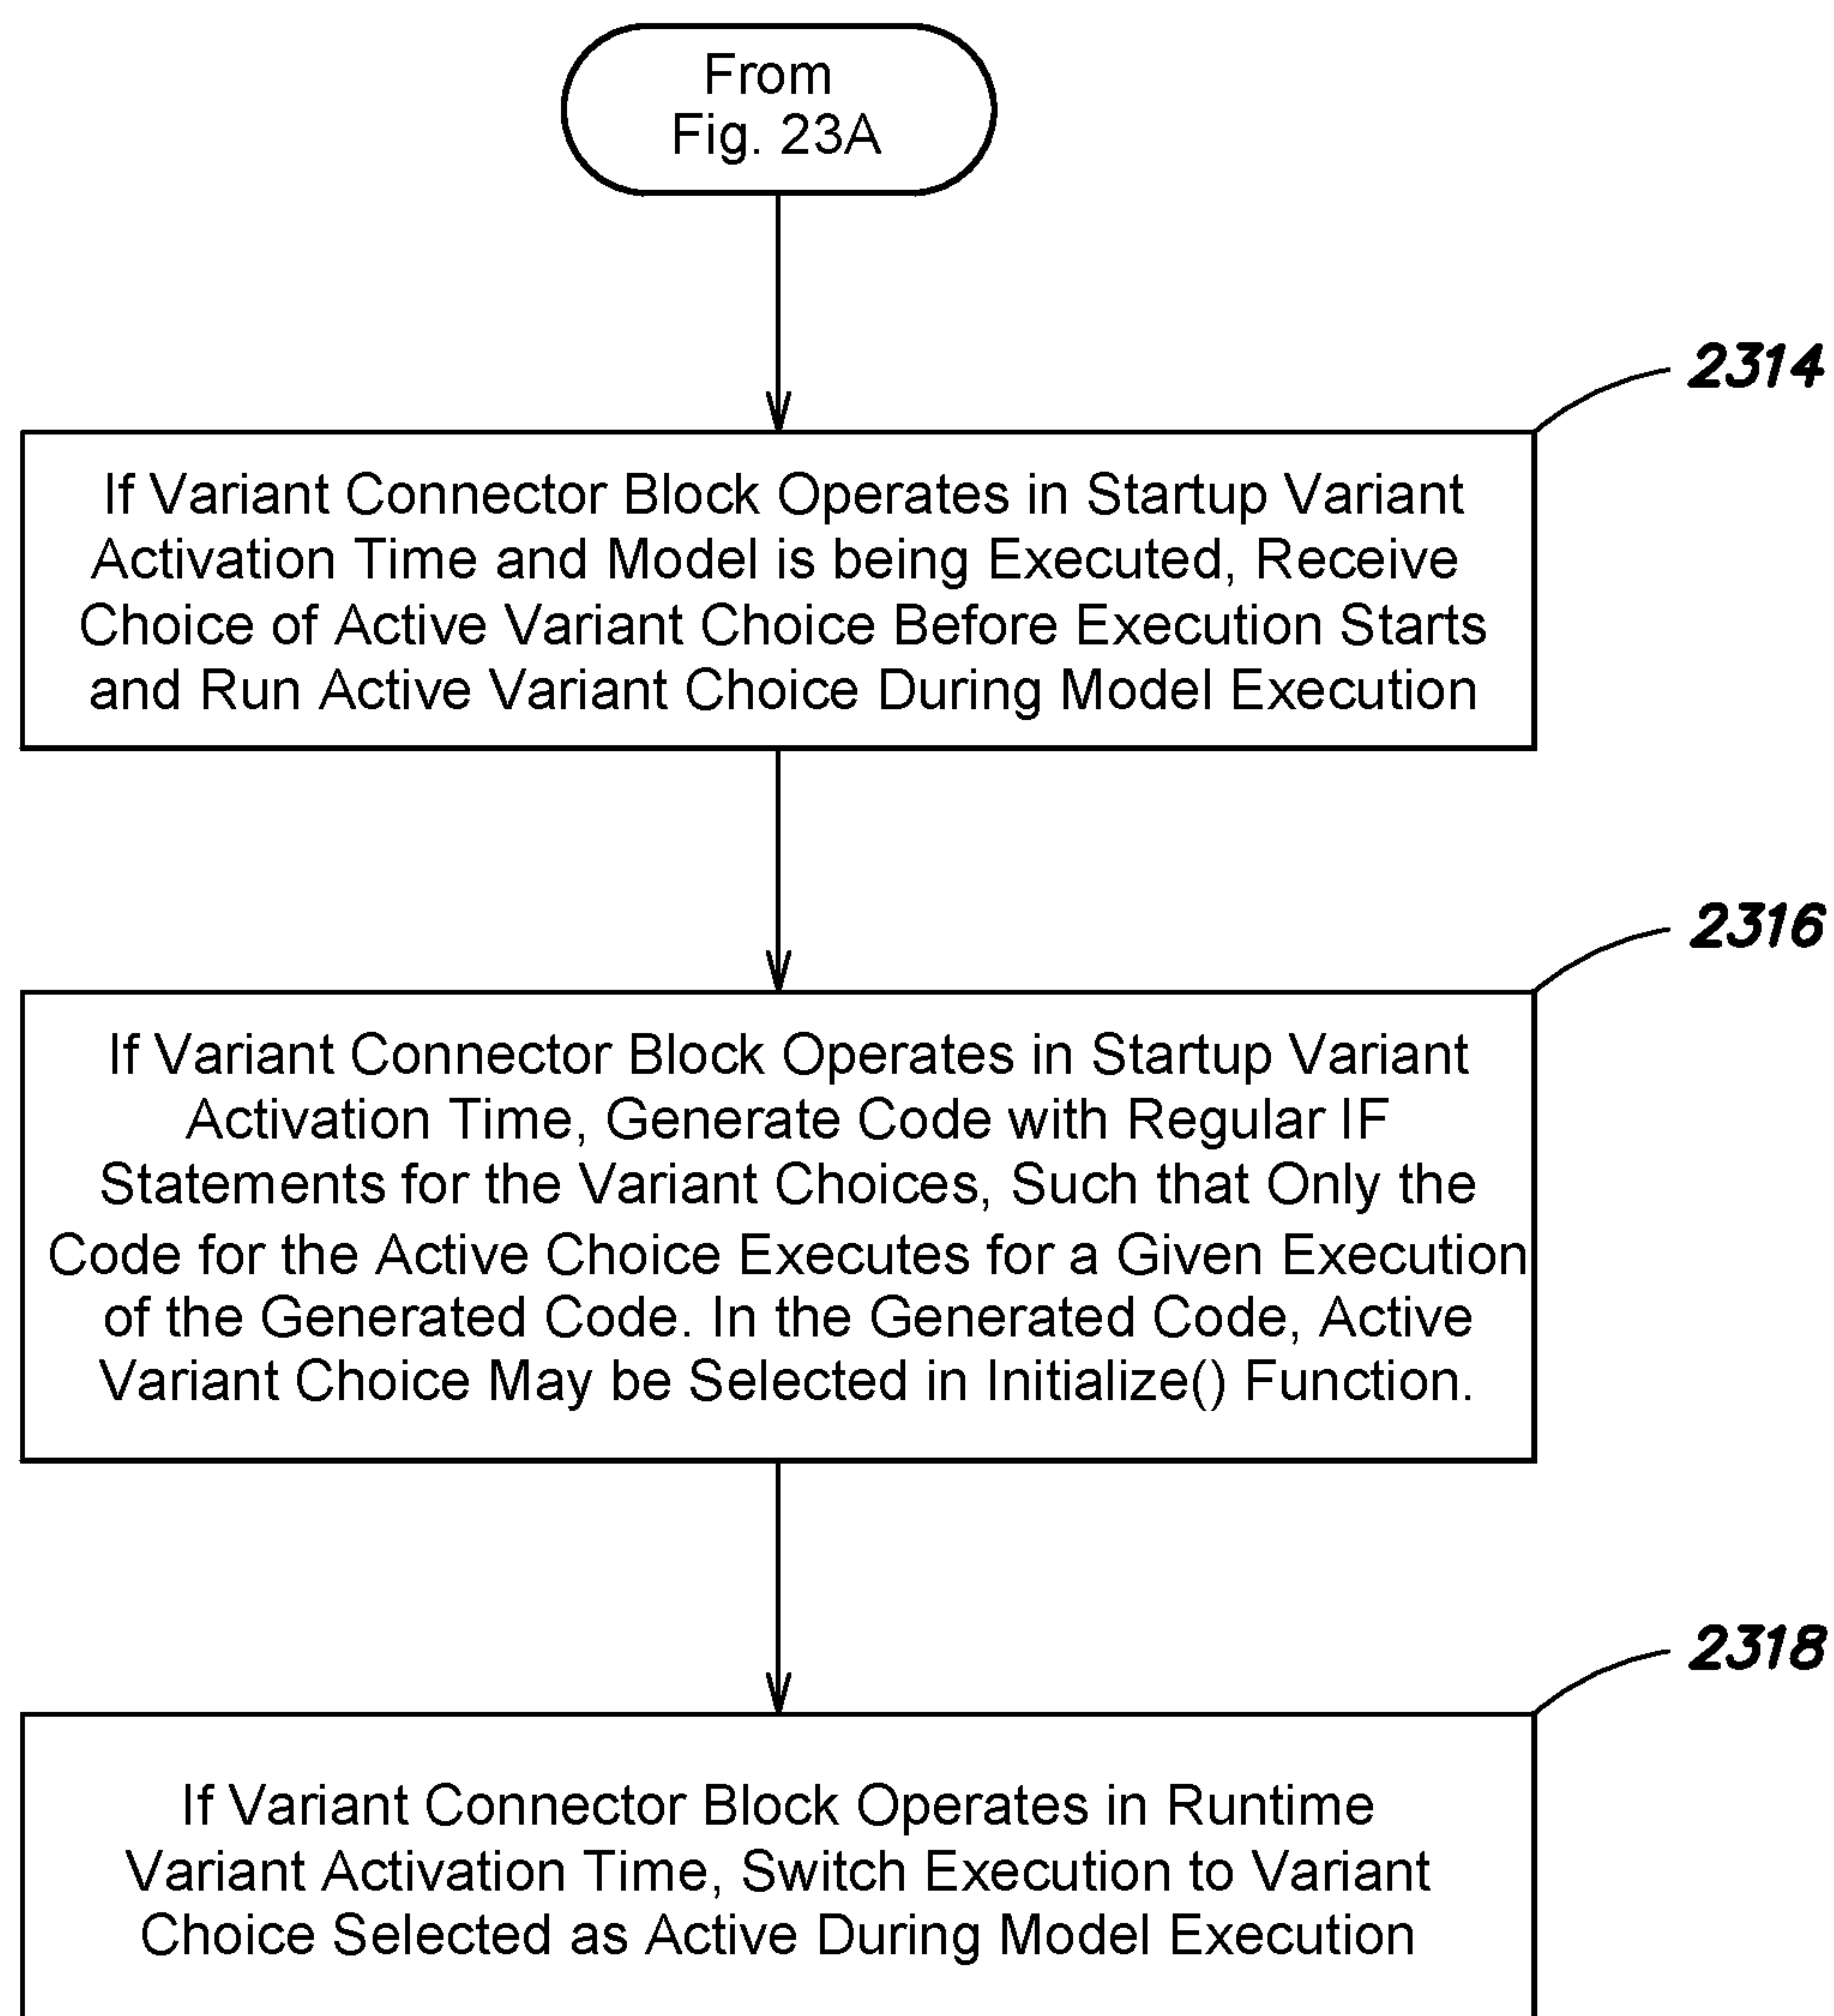 From
Fig. 23A
2314
If Variant Connector Block Operates in Startup Variant
Activation Time and Model is being Executed, Receive
Choice of Active Variant Choice Before Execution Starts
and Run Active Variant Choice During Model Execution
2316
If Variant Connector Block Operates in Startup Variant
Activation Time, Generate Code with Regular IF
Statements for the Variant Choices, Such that Only the
Code for the Active Choice Executes for a Given Execution
of the Generated Code. In the Generated Code, Active
Variant Choice May be Selected in Initialize() Function.
2318
If Variant Connector Block Operates in Runtime
Variant Activation Time, Switch Execution to Variant
Choice Selected as Active During Model Execution